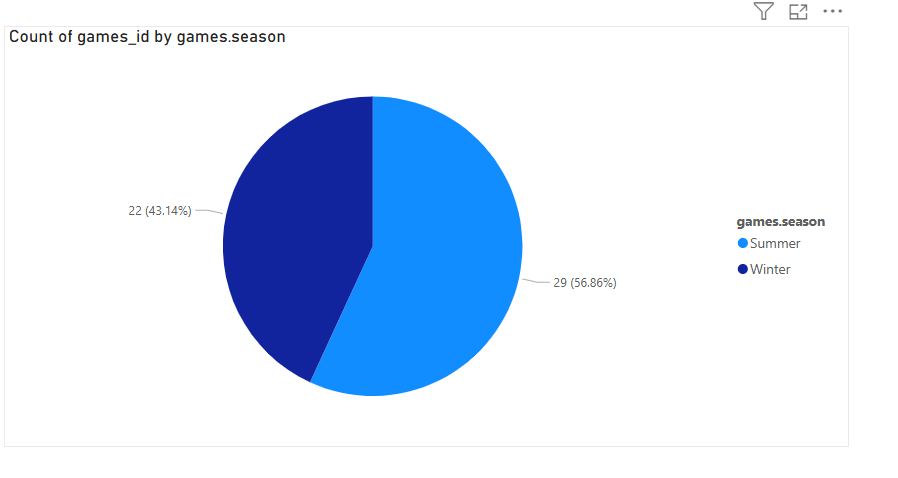 Count of games_id by games.season
22 (43.14%)
29 (56.86%)
games.season
Summer
Winter